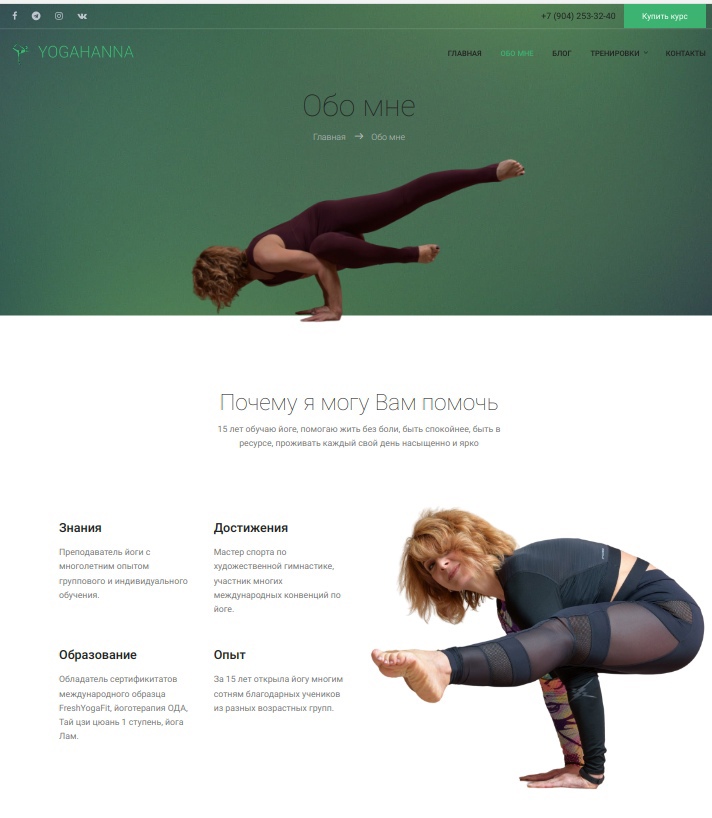 +7 (904) 253-32-40
Купить курс
YOGAHANNA
ГЛАВНАЯ
ОБО МНЕ
БЛОГ
ТРЕНИРОВКИ
КОНТАКТЫ
Обо мне
Главная → Обо мне
Почему я могу Вам помочь
15 лет обучаю йоге, помогаю жить без боли, быть спокойнее, быть в
ресурсе, проживать каждый свой день насыщенно и ярко
Знания
Преподаватель йоги с
многолетним опытом
группового и индивидуального
обучения.
Достижения
Мастер спорта по
художественной гимнастике,
участник многих
международных конвенций по
йоге.
Образование
Обладатель сертификитатов
международного образца
FreshYogaFit, йоготерапия ОДА,
Тай цзи цюань 1 ступень, йога
Лам.
Опыт
За 15 лет открыла йогу многим
сотням благодарных учеников
из разных возрастных групп.